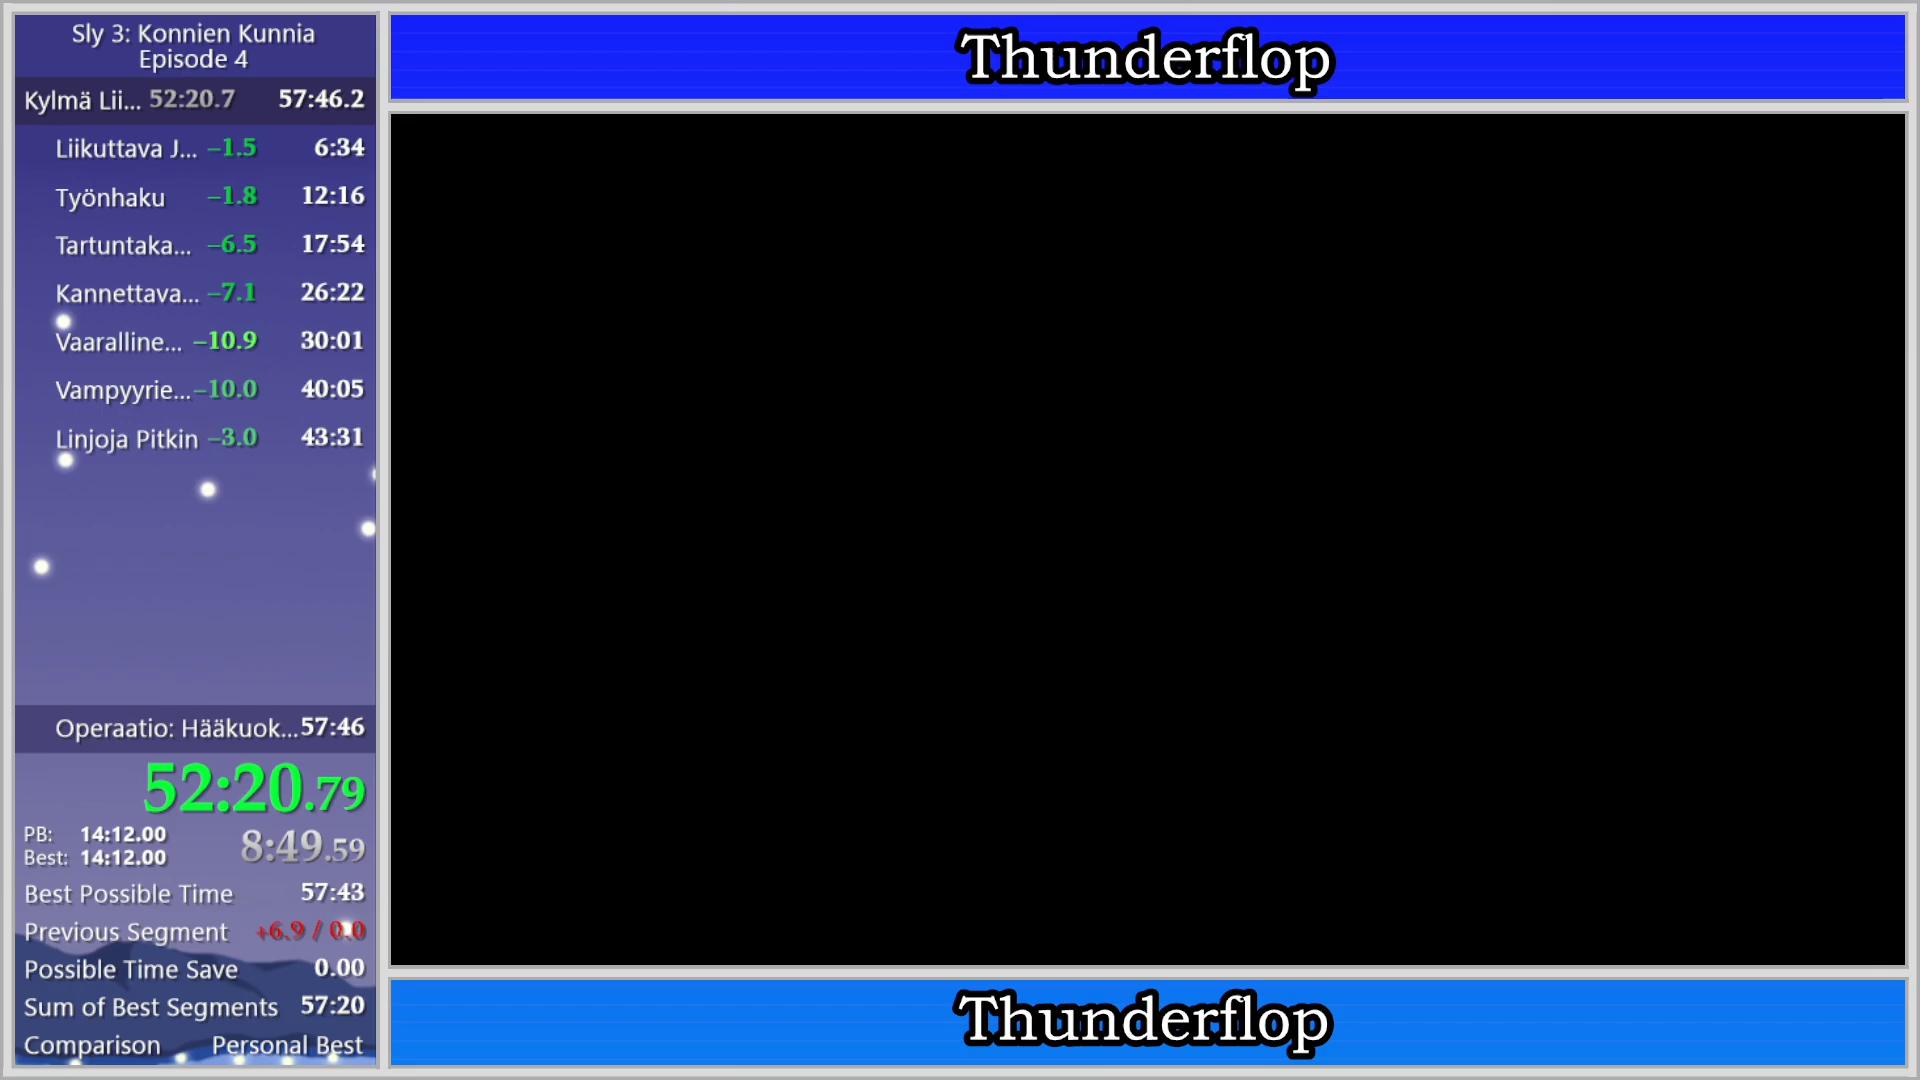 Sly 3: Konnien Kunnia
Episode 4
Kylmä Lii... 52:20.7 57:46.2
Liikuttava J... –1.5 6:34
Työnhaku –1.8 12:16
Tartuntaka... –6.5 17:54
Kannettava... –7.1 26:22
Vaaralline... –10.9 30:01
Vampyyrie... –10.0 40:05
Linjoja Pitkin –3.0 43:31
Operaatio: Hääkuok... 57:46
52:20.79
PB: 14:12.00
Best: 14:12.00
8:49.59
Best Possible Time 57:43
Previous Segment +6.9 / 0.0
Possible Time Save 0.00
Sum of Best Segments 57:20
Comparison Personal Best
Thunderflop
Thunderflop